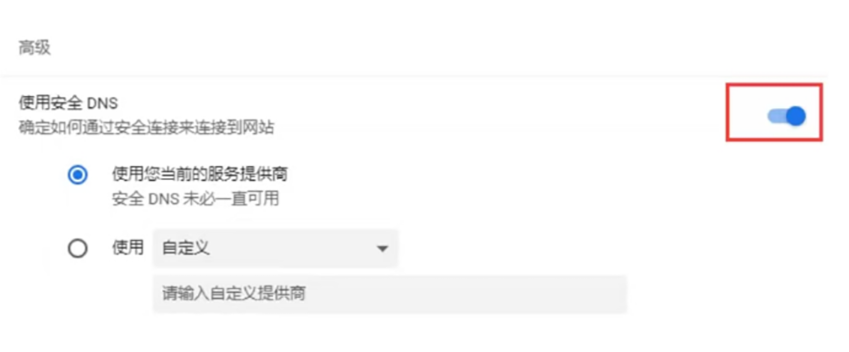 高级
使用安全 DNS
确定如何通过安全连接来连接到网站
使用您当前的服务提供商
安全 DNS 未必一直可用
使用 自定义
请输入自定义提供商